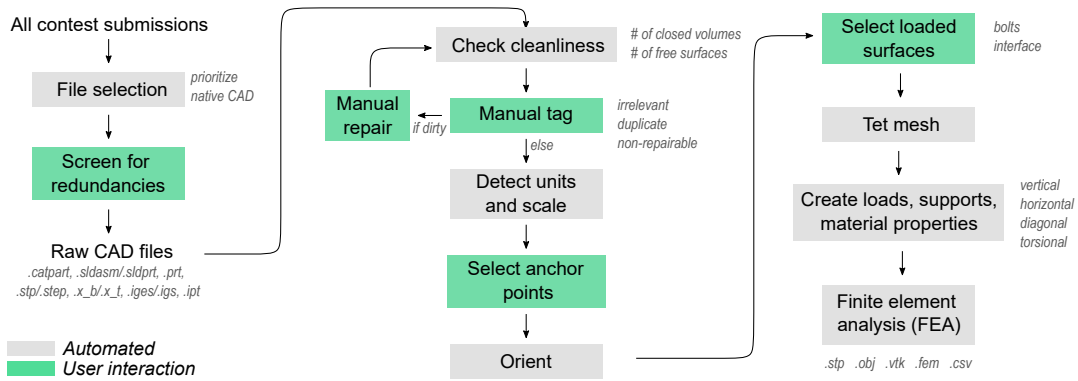 All contest submissions
File selection
prioritize
native CAD
Screen for
redundancies
Raw CAD files
.catpart, .sldasm/.sldprt, .prt,
.stp/.step, .x_b/.x_t, .iges/.igs, .ipt
Automated
User interaction
Check cleanliness
# of closed volumes
# of free surfaces
Manual
repair
if dirty
Manual tag
irrelevant
duplicate
non-repairable
else
Detect units
and scale
Select anchor
points
Orient
Select loaded
surfaces
bolts
interface
Tet mesh
Create loads, supports,
material properties
vertical
horizontal
diagonal
torsional
Finite element
analysis (FEA)
.stp .obj .vtk .fem .csv